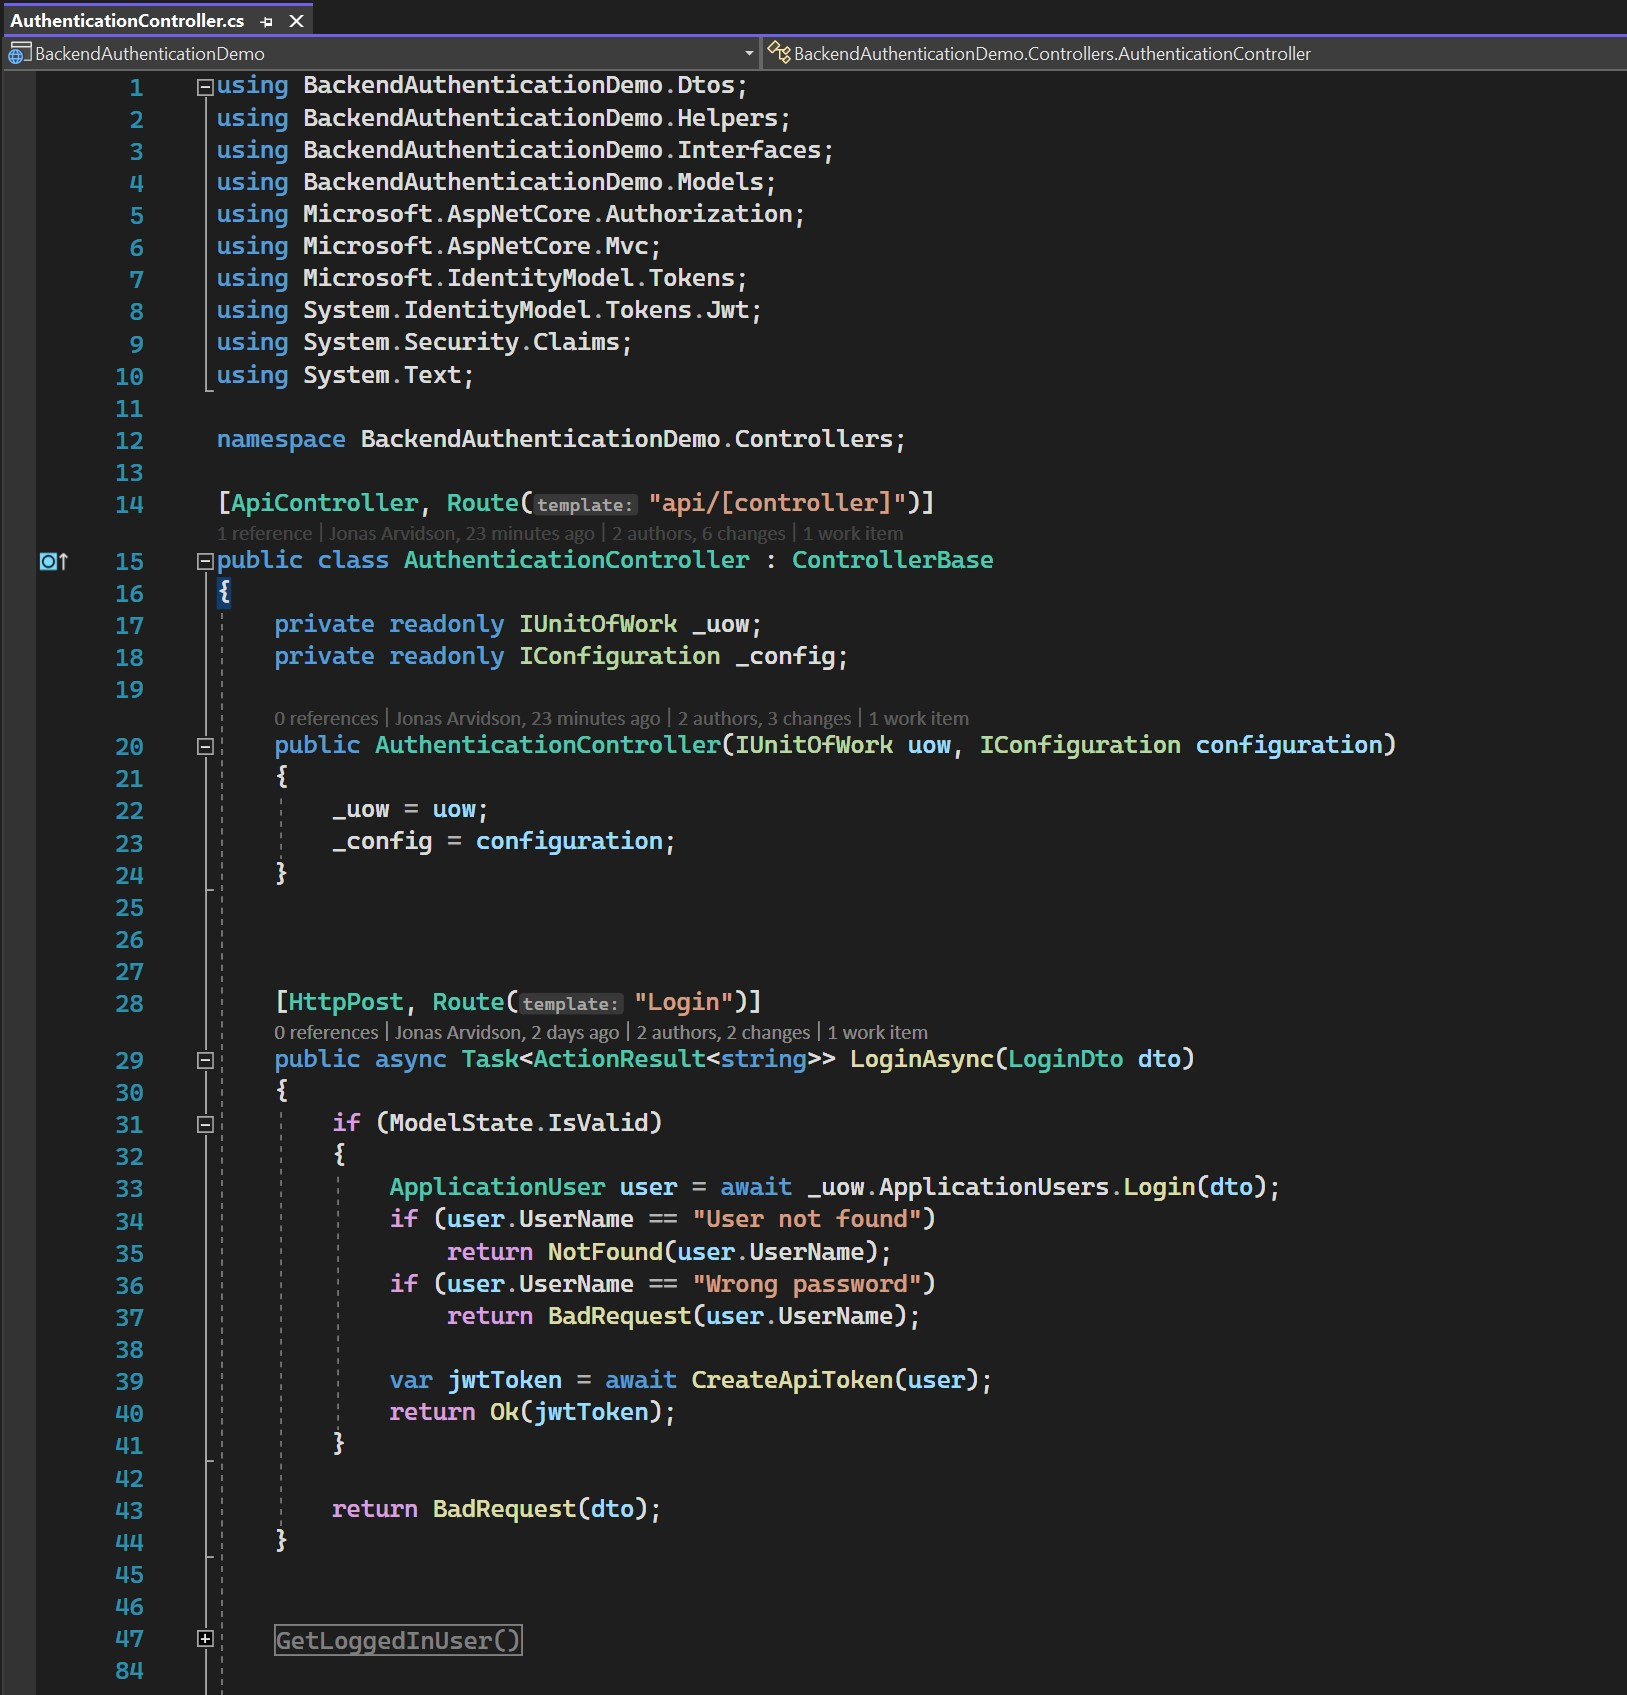 AuthenticationController.cs
BackendAuthenticationDemo
BackendAuthenticationDemo.Controllers.AuthenticationController
1 using BackendAuthenticationDemo.Dtos;
2 using BackendAuthenticationDemo.Helpers;
3 using BackendAuthenticationDemo.Interfaces;
4 using BackendAuthenticationDemo.Models;
5 using Microsoft.AspNetCore.Authorization;
6 using Microsoft.AspNetCore.Mvc;
7 using Microsoft.IdentityModel.Tokens;
8 using System.IdentityModel.Tokens.Jwt;
9 using System.Security.Claims;
10 using System.Text;
11
12 namespace BackendAuthenticationDemo.Controllers;
13
14 [ApiController, Route(template: "api/[controller]")]
1 reference | Jonas Arvidson, 23 minutes ago | 2 authors, 6 changes | 1 work item
15 public class AuthenticationController : ControllerBase
16 {
17 private readonly IUnitOfWork _uow;
18 private readonly IConfiguration _config;
19
0 references | Jonas Arvidson, 23 minutes ago | 2 authors, 3 changes | 1 work item
20 public AuthenticationController(IUnitOfWork uow, IConfiguration configuration)
21 {
22 _uow = uow;
23 _config = configuration;
24 }
25
26
27
28 [HttpPost, Route(template: "Login")]
0 references | Jonas Arvidson, 2 days ago | 2 authors, 2 changes | 1 work item
29 public async Task<ActionResult<string>> LoginAsync(LoginDto dto)
30 {
31 if (ModelState.IsValid)
32 {
33 ApplicationUser user = await _uow.ApplicationUsers.Login(dto);
34 if (user.UserName == "User not found")
35 return NotFound(user.UserName);
36 if (user.UserName == "Wrong password")
37 return BadRequest(user.UserName);
38
39 var jwtToken = await CreateApiToken(user);
40 return Ok(jwtToken);
41 }
42
43 return BadRequest(dto);
44 }
45
46
47 GetLoggedInUser()
84